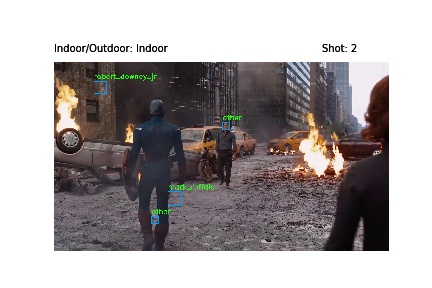 Indoor/Outdoor: Indoor
Shot: 2
robert_downey_jr
other
mark_ruffalo
other